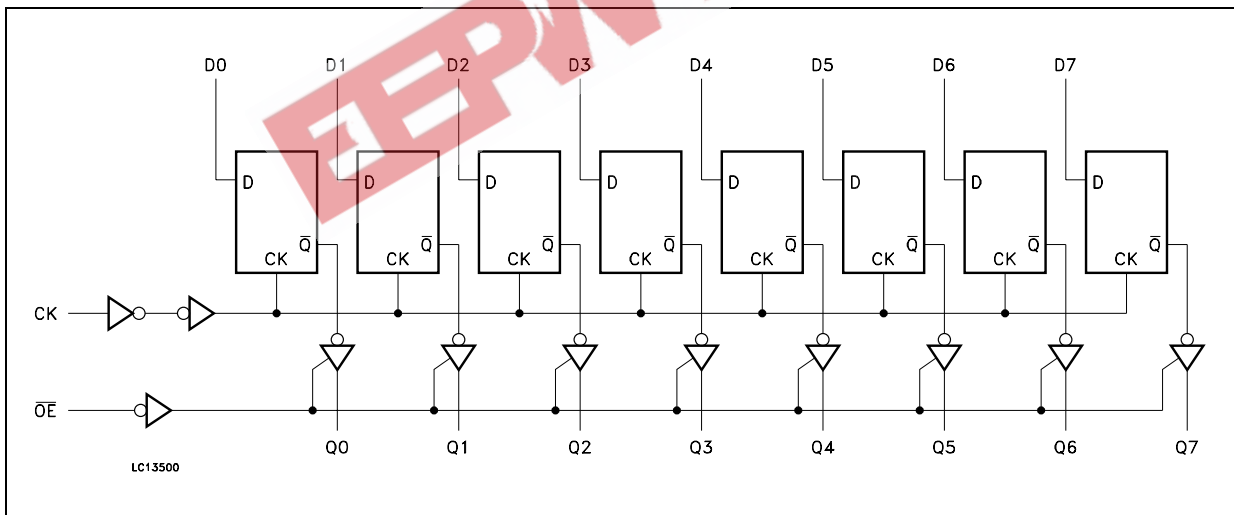 D0 D1 D2 D3 D4 D5 D6 D7
EEPW
D D D D D D D D
Q̅ Q̅ Q̅ Q̅ Q̅ Q̅ Q̅ Q̅
CK CK CK CK CK CK CK CK
CK
O̅E̅
Q0 Q1 Q2 Q3 Q4 Q5 Q6 Q7
LC13500